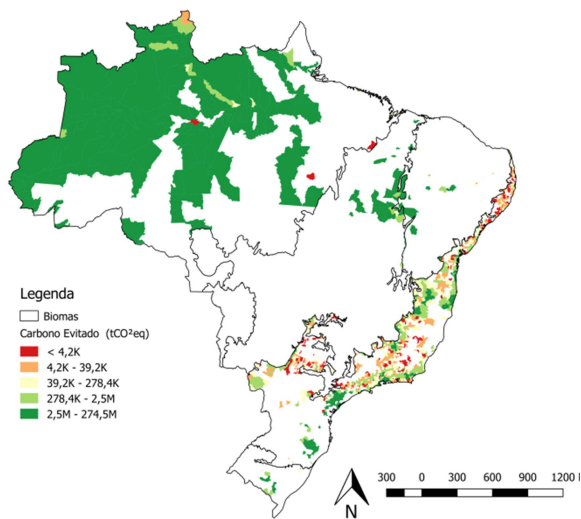 Legenda
Biomas
Carbono Evitado (tCO²eq)
< 4,2K
4,2K - 39,2K
39,2K - 278,4K
278,4K - 2,5M
2,5M - 274,5M
N
300 0 300 600 900 1200